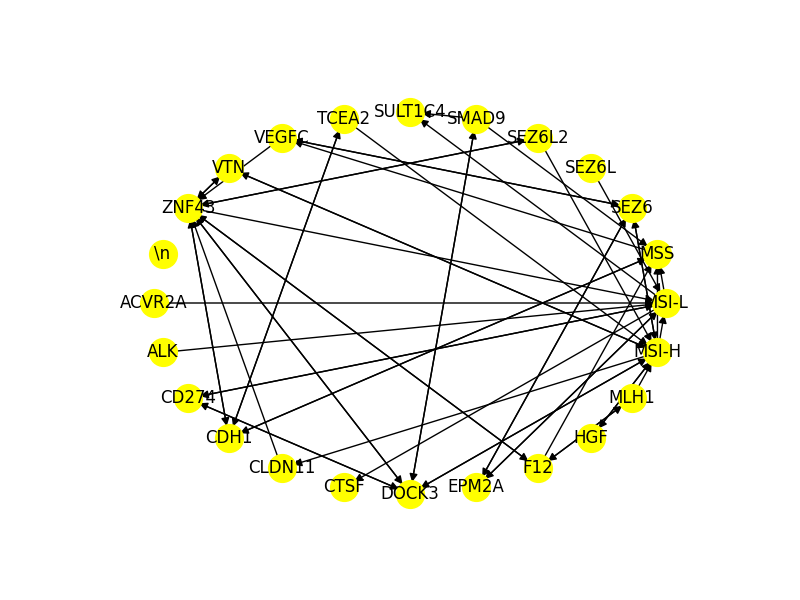 SULT1C4
TCEA2 SMAD9
VEGFC SEZ6L2
VTN SEZ6L
ZNF43 SEZ6
\n MSS
ACVR2A MSI-L
ALK MSI-H
CD274 MLH1
CDH1 HGF
CLDN11 F12
CTSF EPM2A
DOCK3